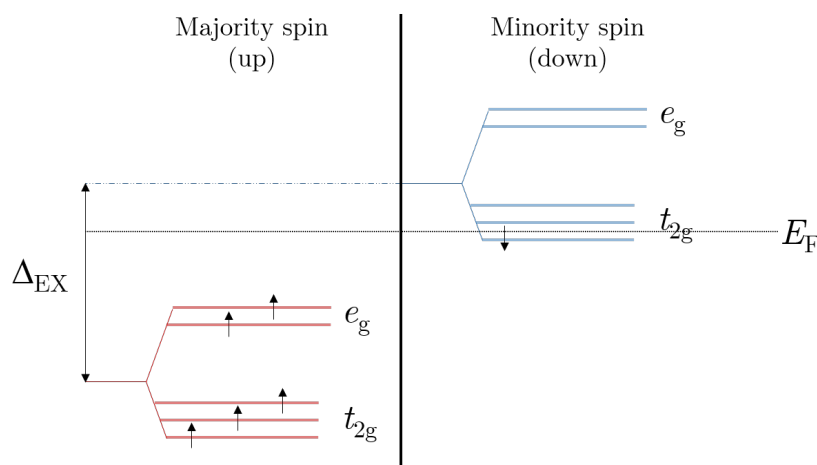 Majority spin
(up)
Minority spin
(down)
e_g
t_2g
E_F
Δ_EX
e_g
t_2g